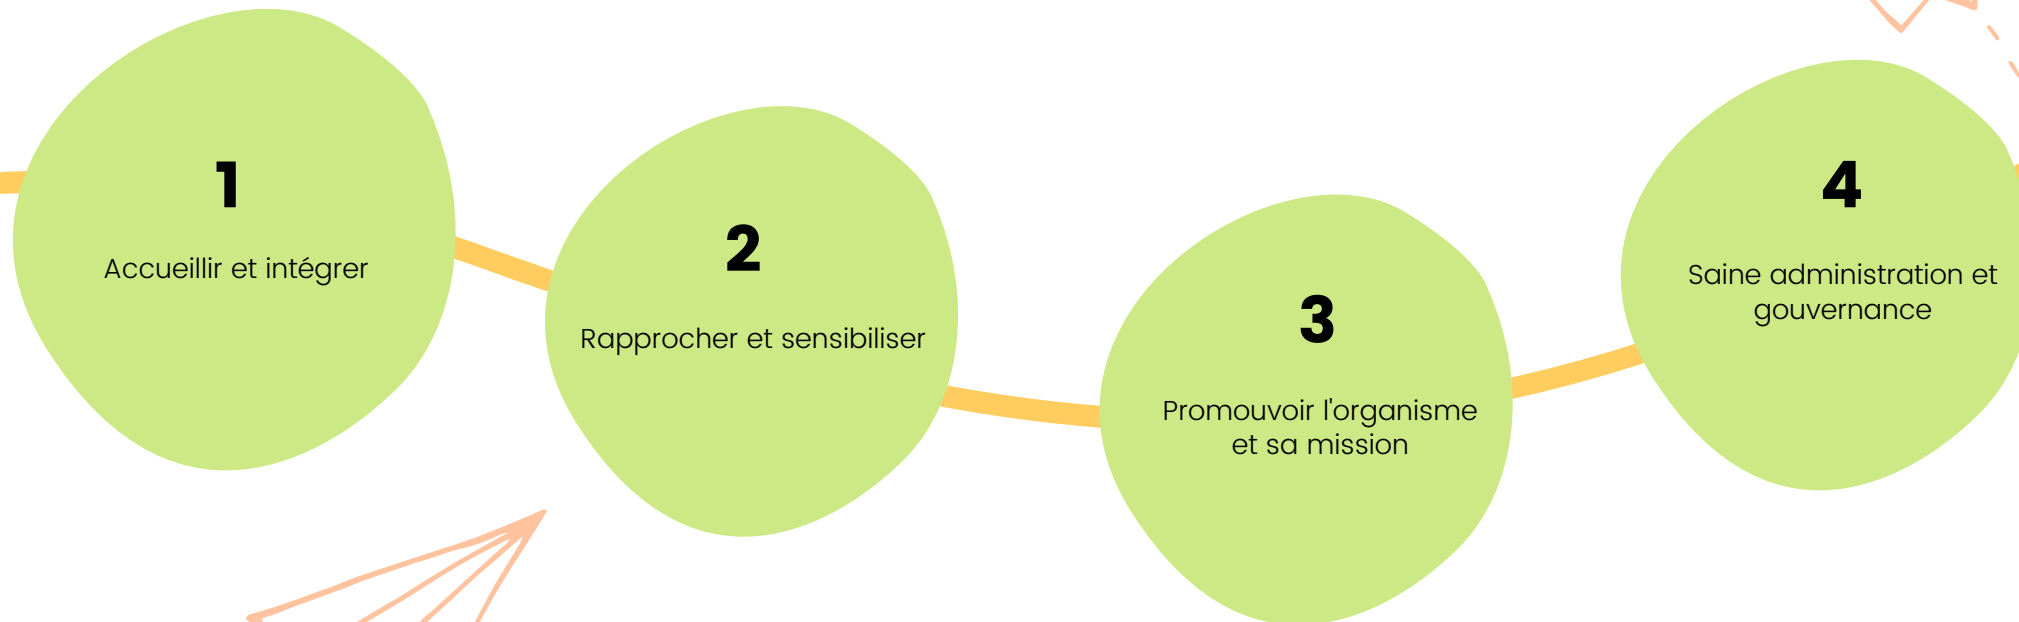 1
Accueillir et intégrer
2
Rapprocher et sensibiliser
3
Promouvoir l'organisme
et sa mission
4
Saine administration et
gouvernance